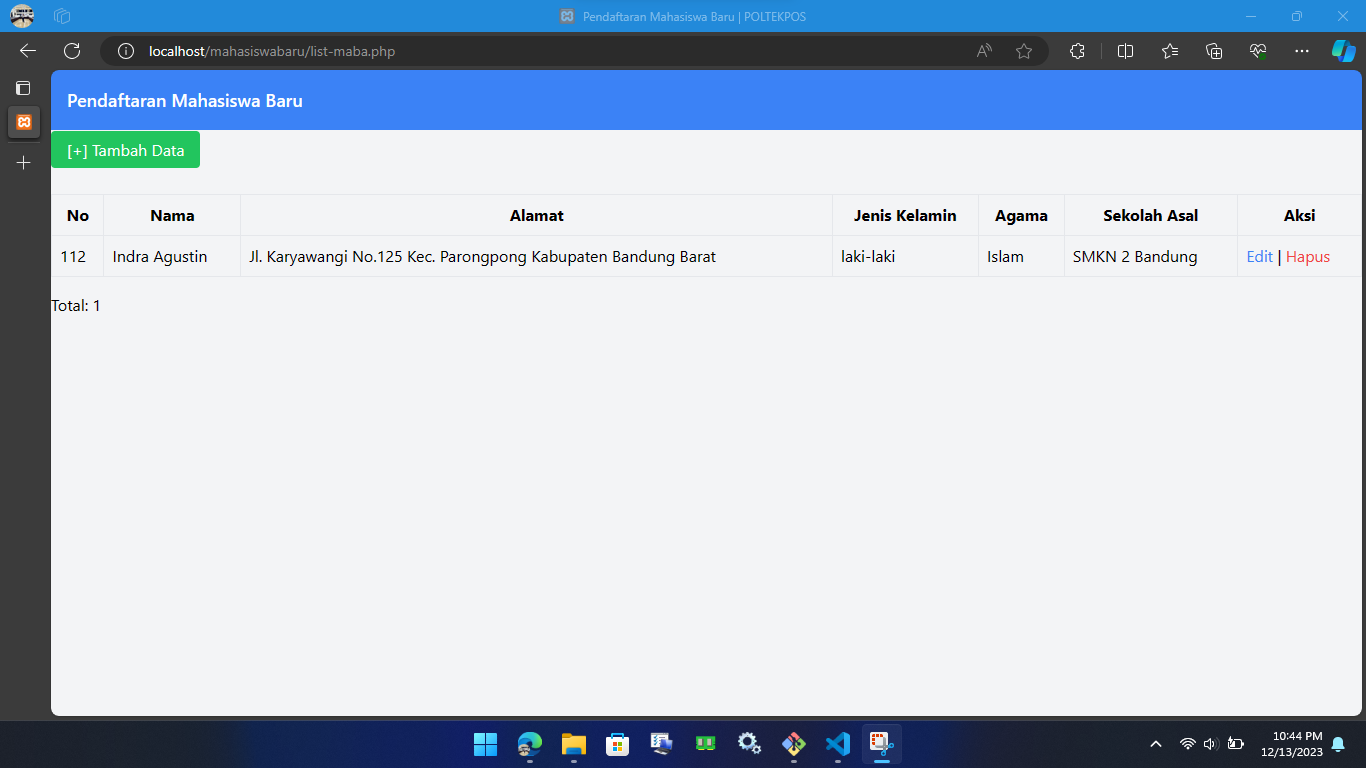 Pendaftaran Mahasiswa Baru | POLTEKPOS
localhost/mahasiswabaru/list-maba.php
Pendaftaran Mahasiswa Baru
[+] Tambah Data
No Nama Alamat Jenis Kelamin Agama Sekolah Asal Aksi
112 Indra Agustin Jl. Karyawangi No.125 Kec. Parongpong Kabupaten Bandung Barat laki-laki Islam SMKN 2 Bandung Edit | Hapus
Total: 1
10:44 PM
12/13/2023